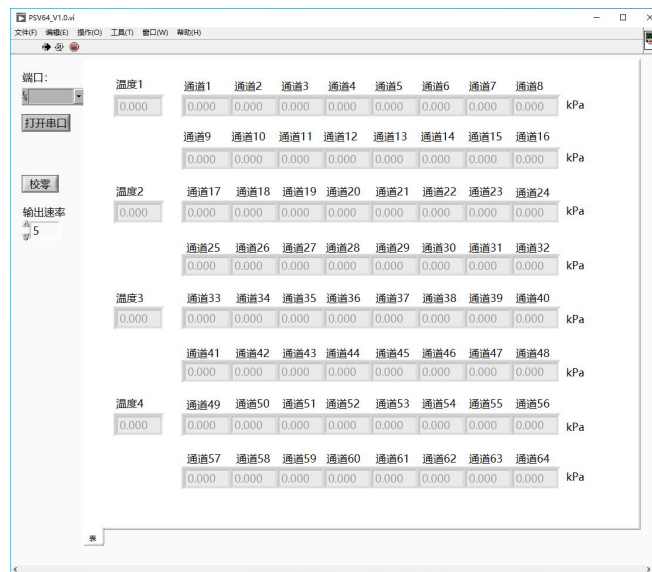 PSV64_V1.0.vi
文件(F) 编辑(E) 操作(O) 工具(T) 窗口(W) 帮助(H)
端口:
打开串口
校零
输出速率
5
温度1 通道1 通道2 通道3 通道4 通道5 通道6 通道7 通道8
0.000 0.000 0.000 0.000 0.000 0.000 0.000 0.000 0.000 kPa
通道9 通道10 通道11 通道12 通道13 通道14 通道15 通道16
0.000 0.000 0.000 0.000 0.000 0.000 0.000 0.000 kPa
温度2 通道17 通道18 通道19 通道20 通道21 通道22 通道23 通道24
0.000 0.000 0.000 0.000 0.000 0.000 0.000 0.000 0.000 kPa
通道25 通道26 通道27 通道28 通道29 通道30 通道31 通道32
0.000 0.000 0.000 0.000 0.000 0.000 0.000 0.000 kPa
温度3 通道33 通道34 通道35 通道36 通道37 通道38 通道39 通道40
0.000 0.000 0.000 0.000 0.000 0.000 0.000 0.000 0.000 kPa
通道41 通道42 通道43 通道44 通道45 通道46 通道47 通道48
0.000 0.000 0.000 0.000 0.000 0.000 0.000 0.000 kPa
温度4 通道49 通道50 通道51 通道52 通道53 通道54 通道55 通道56
0.000 0.000 0.000 0.000 0.000 0.000 0.000 0.000 0.000 kPa
通道57 通道58 通道59 通道60 通道61 通道62 通道63 通道64
0.000 0.000 0.000 0.000 0.000 0.000 0.000 0.000 kPa
表